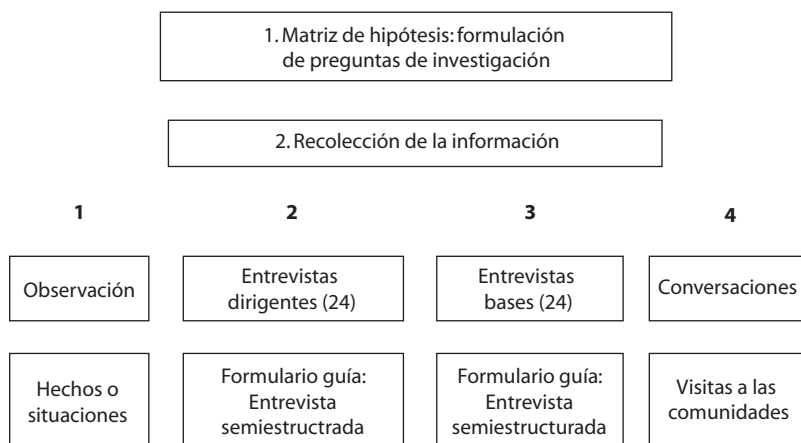 1. Matriz de hipótesis: formulación
de preguntas de investigación
2. Recolección de la información
1
2
3
4
Observación
Entrevistas
dirigentes (24)
Entrevistas
bases (24)
Conversaciones
Hechos o
situaciones
Formulario guía:
Entrevista
semiestructrada
Formulario guía:
Entrevista
semiestructurada
Visitas a las
comunidades